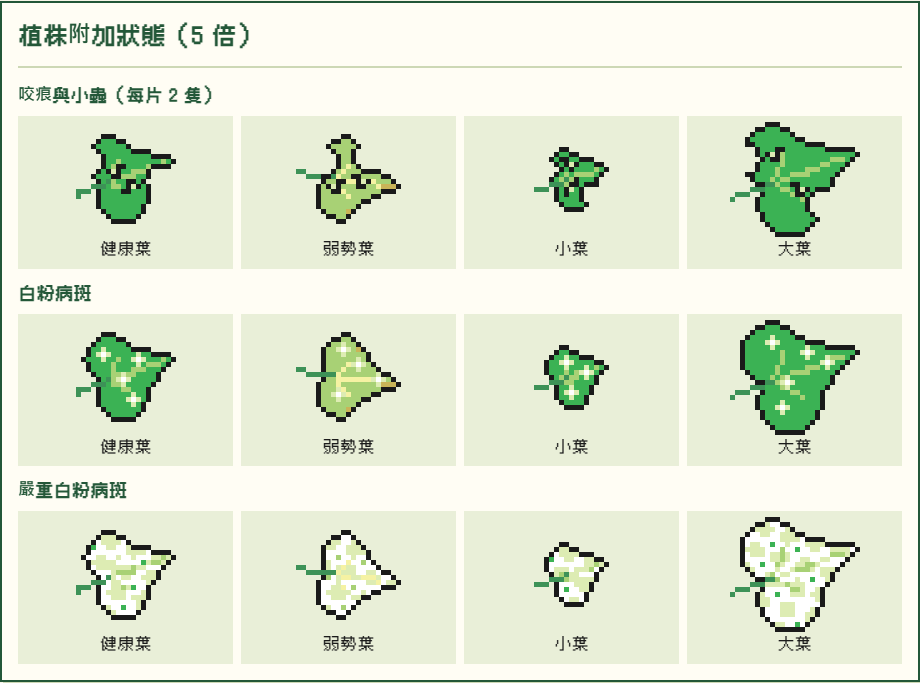 植株附加狀態（5 倍）
咬痕與小蟲（每片 2 隻）
健康葉 弱勢葉 小葉 大葉
白粉病斑
健康葉 弱勢葉 小葉 大葉
嚴重白粉病斑
健康葉 弱勢葉 小葉 大葉